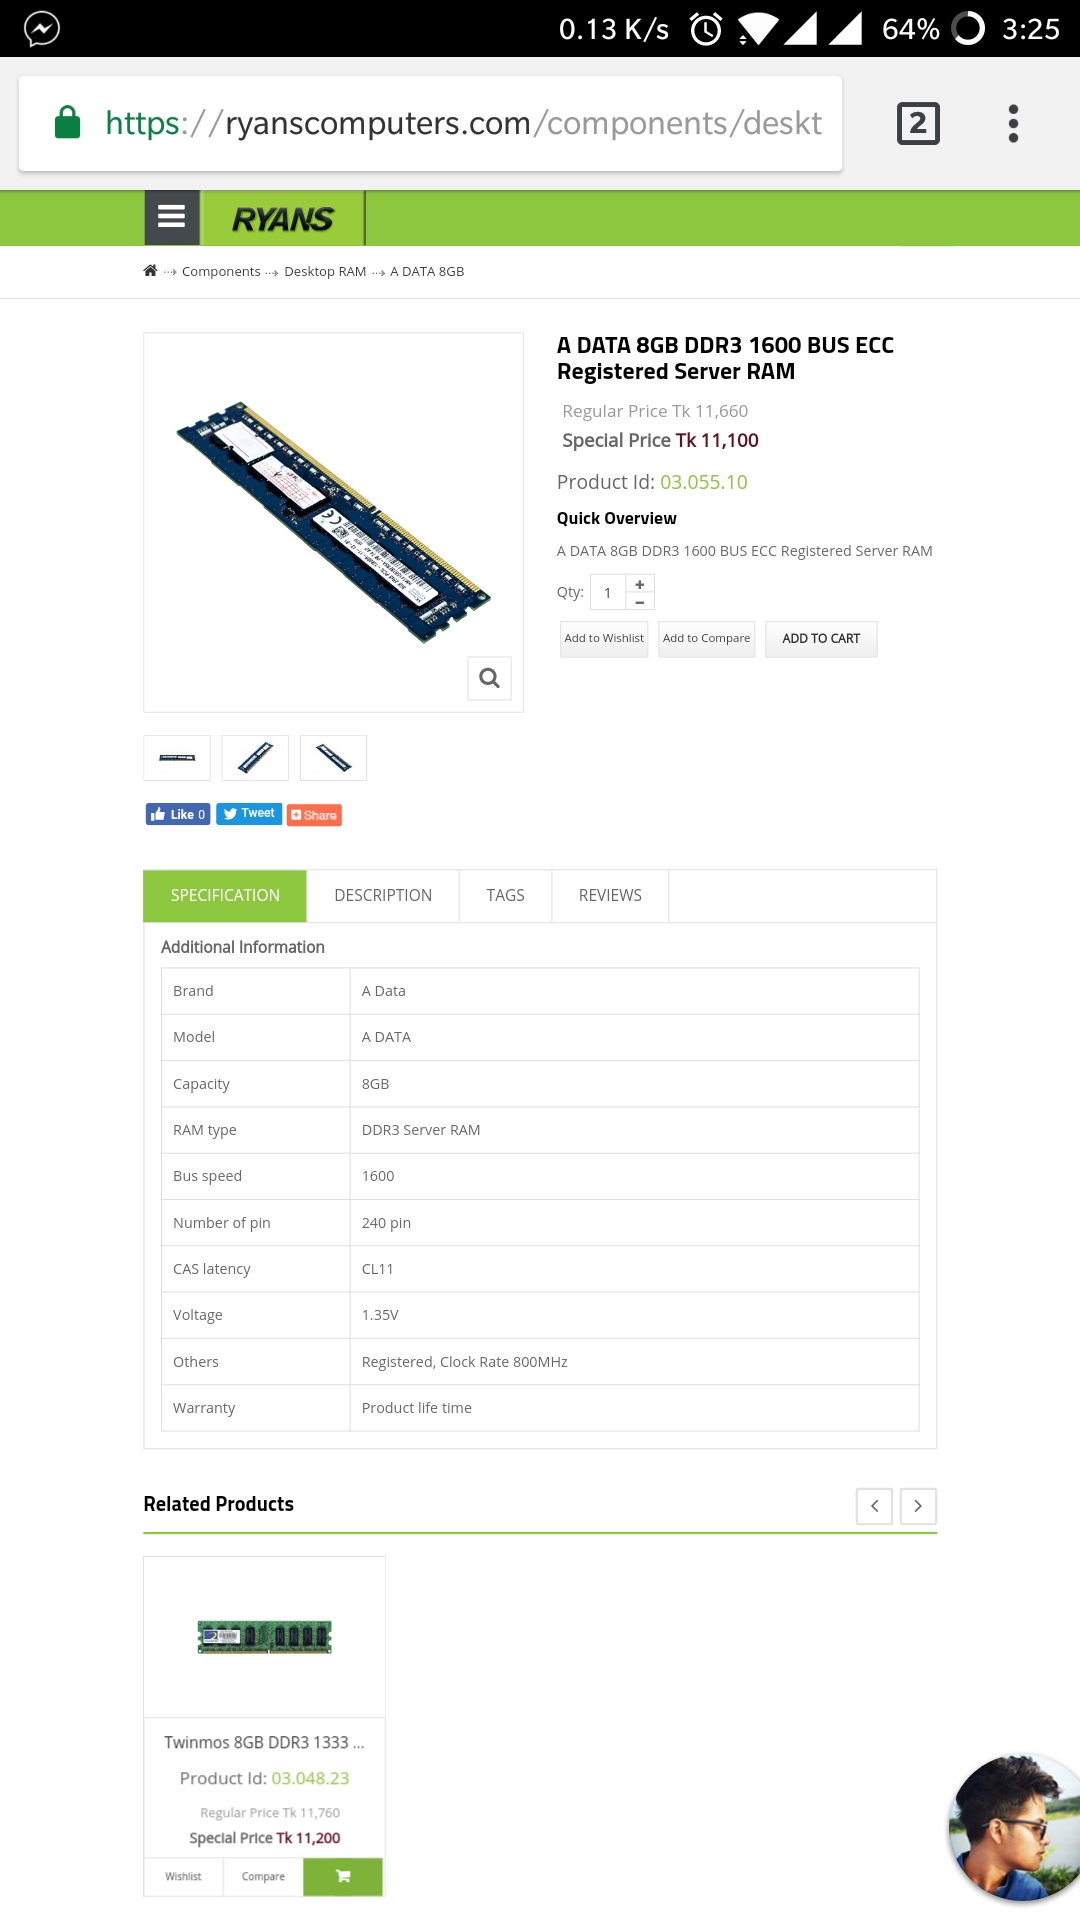 0.13 K/s 64% 3:25
https://ryanscomputers.com/components/deskt 2
RYANS
Components Desktop RAM A DATA 8GB
A DATA 8GB DDR3 1600 BUS ECC
Registered Server RAM
Regular Price Tk 11,660
Special Price Tk 11,100
Product Id: 03.055.10
Quick Overview
A DATA 8GB DDR3 1600 BUS ECC Registered Server RAM
Qty: 1 + −
Add to Wishlist Add to Compare ADD TO CART
Like 0 Tweet Share
SPECIFICATION DESCRIPTION TAGS REVIEWS
Additional Information
Brand A Data
Model A DATA
Capacity 8GB
RAM type DDR3 Server RAM
Bus speed 1600
Number of pin 240 pin
CAS latency CL11
Voltage 1.35V
Others Registered, Clock Rate 800MHz
Warranty Product life time
Related Products
Twinmos 8GB DDR3 1333 ...
Product Id: 03.048.23
Regular Price Tk 11,760
Special Price Tk 11,200
Wishlist Compare